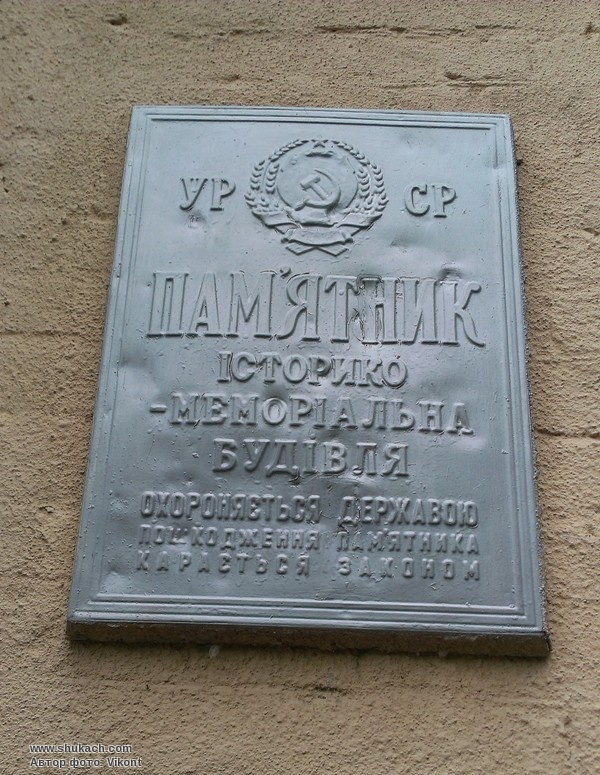 УР СР
ПАМ'ЯТНИК
ІСТОРИКО
-МЕМОРІАЛЬНА
БУДІВЛЯ
ОХОРОНЯЄТЬСЯ ДЕРЖАВОЮ
ПОШКОДЖЕННЯ ПАМ'ЯТНИКА
КАРАЄТЬСЯ ЗАКОНОМ
www.shukach.com
Автор фото: Vikont